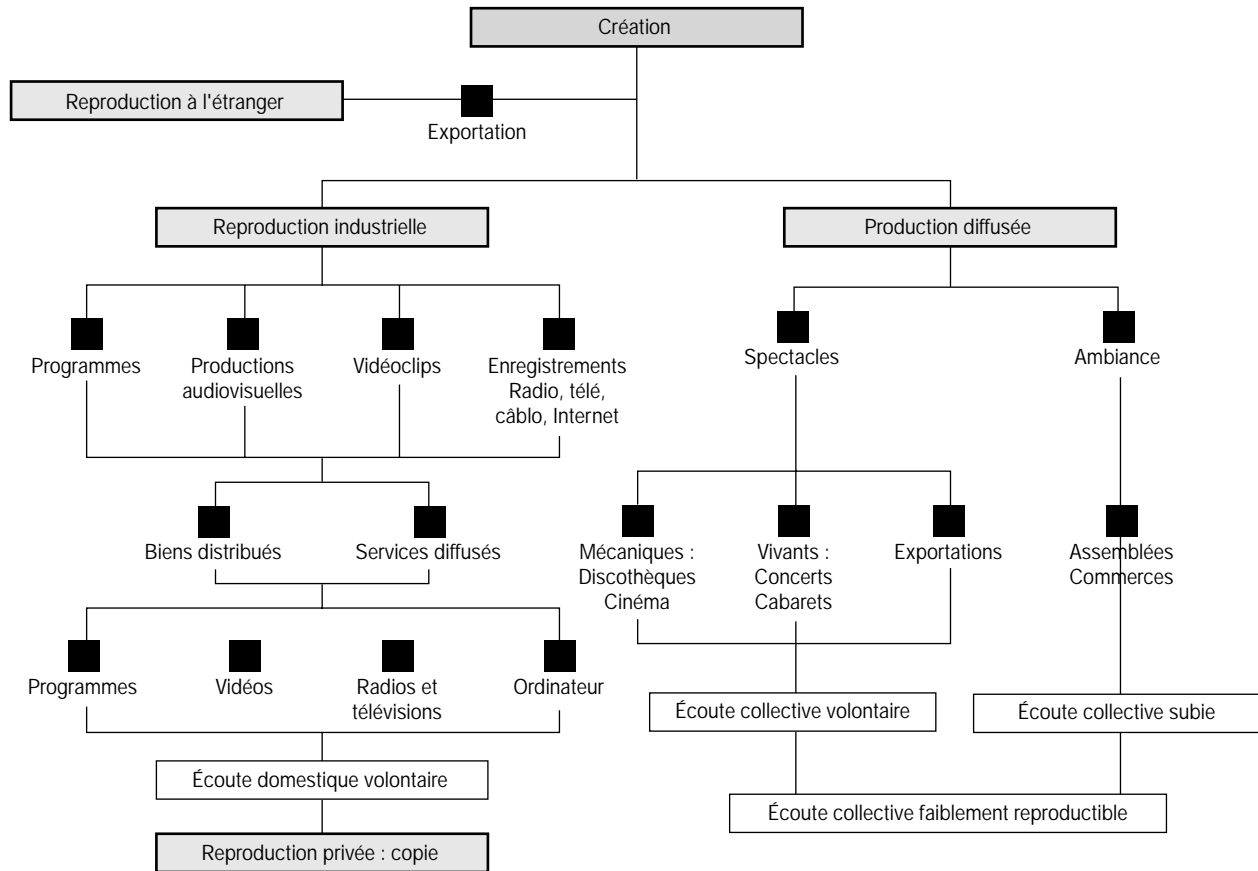 Création
Reproduction à l'étranger
Exportation
Reproduction industrielle
Production diffusée
Programmes
Productions
audiovisuelles
Vidéoclips
Enregistrements
Radio, télé,
câblo, Internet
Spectacles
Ambiance
Biens distribués
Services diffusés
Mécaniques :
Discothèques
Cinéma
Vivants :
Concerts
Cabarets
Exportations
Assemblées
Commerces
Programmes
Vidéos
Radios et
télévisions
Ordinateur
Écoute collective volontaire
Écoute collective subie
Écoute domestique volontaire
Écoute collective faiblement reproductible
Reproduction privée : copie